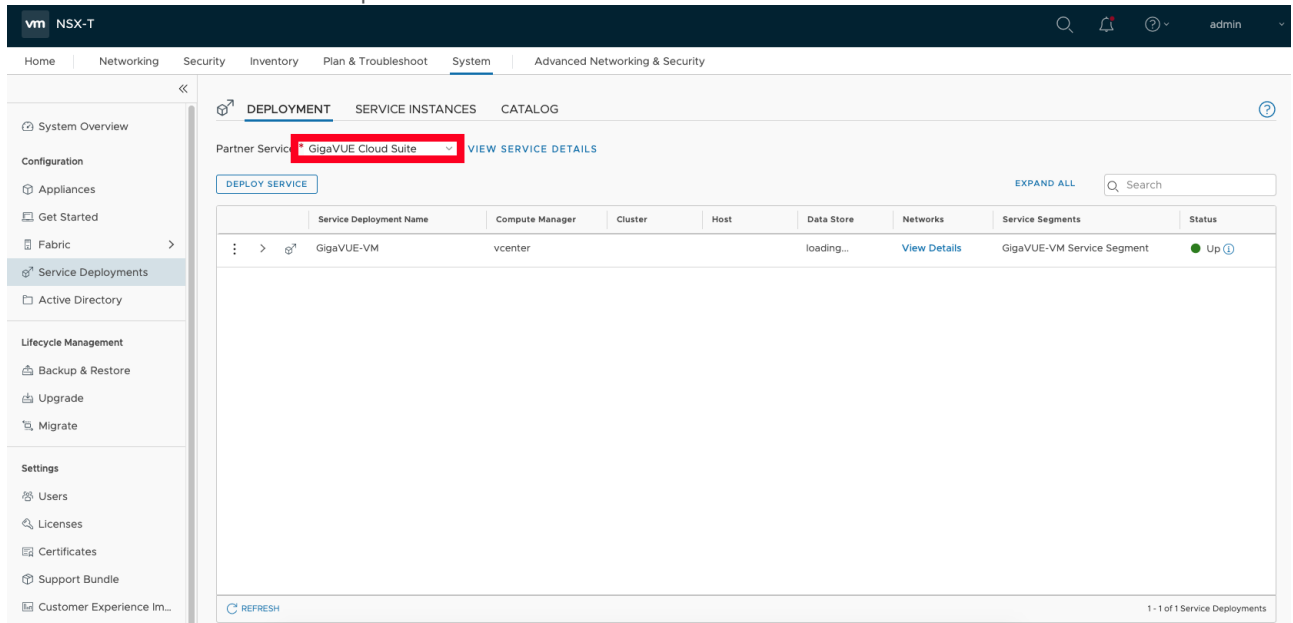 vm NSX-T admin
Home Networking Security Inventory Plan & Troubleshoot System Advanced Networking & Security
System Overview
Configuration
Appliances
Get Started
Fabric
Service Deployments
Active Directory
Lifecycle Management
Backup & Restore
Upgrade
Migrate
Settings
Users
Licenses
Certificates
Support Bundle
Customer Experience Im...
DEPLOYMENT SERVICE INSTANCES CATALOG
Partner Service * GigaVUE Cloud Suite VIEW SERVICE DETAILS
DEPLOY SERVICE EXPAND ALL Search
Service Deployment Name Compute Manager Cluster Host Data Store Networks Service Segments Status
GigaVUE-VM vcenter loading... View Details GigaVUE-VM Service Segment Up
REFRESH 1 - 1 of 1 Service Deployments